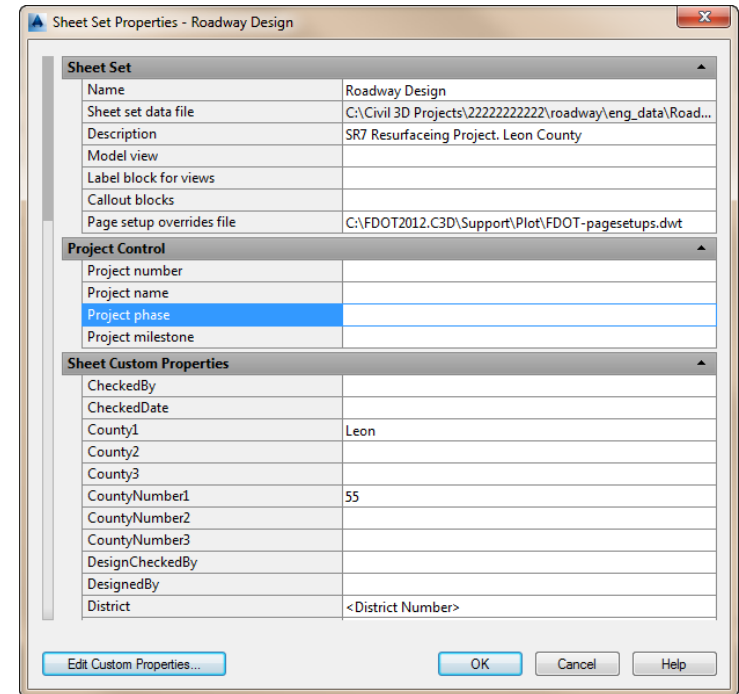 Sheet Set Properties - Roadway Design
Sheet Set
Name Roadway Design
Sheet set data file C:\Civil 3D Projects\22222222222\roadway\eng_data\Road...
Description SR7 Resurfaceing Project. Leon County
Model view
Label block for views
Callout blocks
Page setup overrides file C:\FDOT2012.C3D\Support\Plot\FDOT-pagesetups.dwt
Project Control
Project number
Project name
Project phase
Project milestone
Sheet Custom Properties
CheckedBy
CheckedDate
County1 Leon
County2
County3
CountyNumber1 55
CountyNumber2
CountyNumber3
DesignCheckedBy
DesignedBy
District <District Number>
Edit Custom Properties... OK Cancel Help